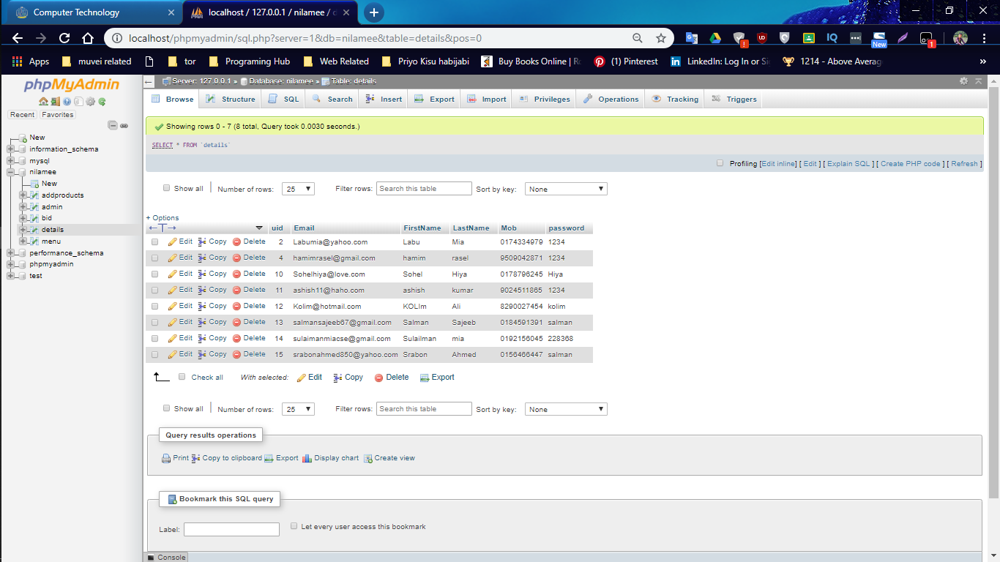 Computer Technology
localhost / 127.0.0.1 / nilamee / d
localhost/phpmyadmin/sql.php?server=1&db=nilamee&table=details&pos=0
New
1
Apps muvei related tor Programing Hub Web Related Priyo Kisu habijabi Buy Books Online | Ro (1) Pinterest LinkedIn: Log In or Si 1214 - Above Averag »
phpMyAdmin
Recent Favorites
New
information_schema
mysql
nilamee
New
addproducts
admin
bid
details
menu
performance_schema
phpmyadmin
test
Server: 127.0.0.1 » Database: nilamee » Table: details
Browse Structure SQL Search Insert Export Import Privileges Operations Tracking Triggers
Showing rows 0 - 7 (8 total, Query took 0.0030 seconds.)
SELECT * FROM `details`
Profiling [Edit inline] [ Edit ] [ Explain SQL ] [ Create PHP code ] [ Refresh ]
Show all Number of rows: 25 Filter rows: Search this table Sort by key: None
+ Options
uid Email FirstName LastName Mob password
Edit Copy Delete 2 Labumia@yahoo.com Labu Mia 0174334979 1234
Edit Copy Delete 4 hamimrasel@gmail.com hamim rasel 9509042871 1234
Edit Copy Delete 10 Sohelhiya@love.com Sohel Hiya 0178796245 Hiya
Edit Copy Delete 11 ashish11@haho.com ashish kumar 9024511865 1234
Edit Copy Delete 12 Kolim@hotmail.com KOLIm Ali 8290027454 kolim
Edit Copy Delete 13 salmansajeeb67@gmail.com Salman Sajeeb 0184591391 salman
Edit Copy Delete 14 sulaimanmiacse@gmail.com Sulailman mia 0192156045 228368
Edit Copy Delete 15 srabonahmed850@yahoo.com Srabon Ahmed 0156466447 salman
Check all With selected: Edit Copy Delete Export
Show all Number of rows: 25 Filter rows: Search this table Sort by key: None
Query results operations
Print Copy to clipboard Export Display chart Create view
Bookmark this SQL query
Label: Let every user access this bookmark
Console